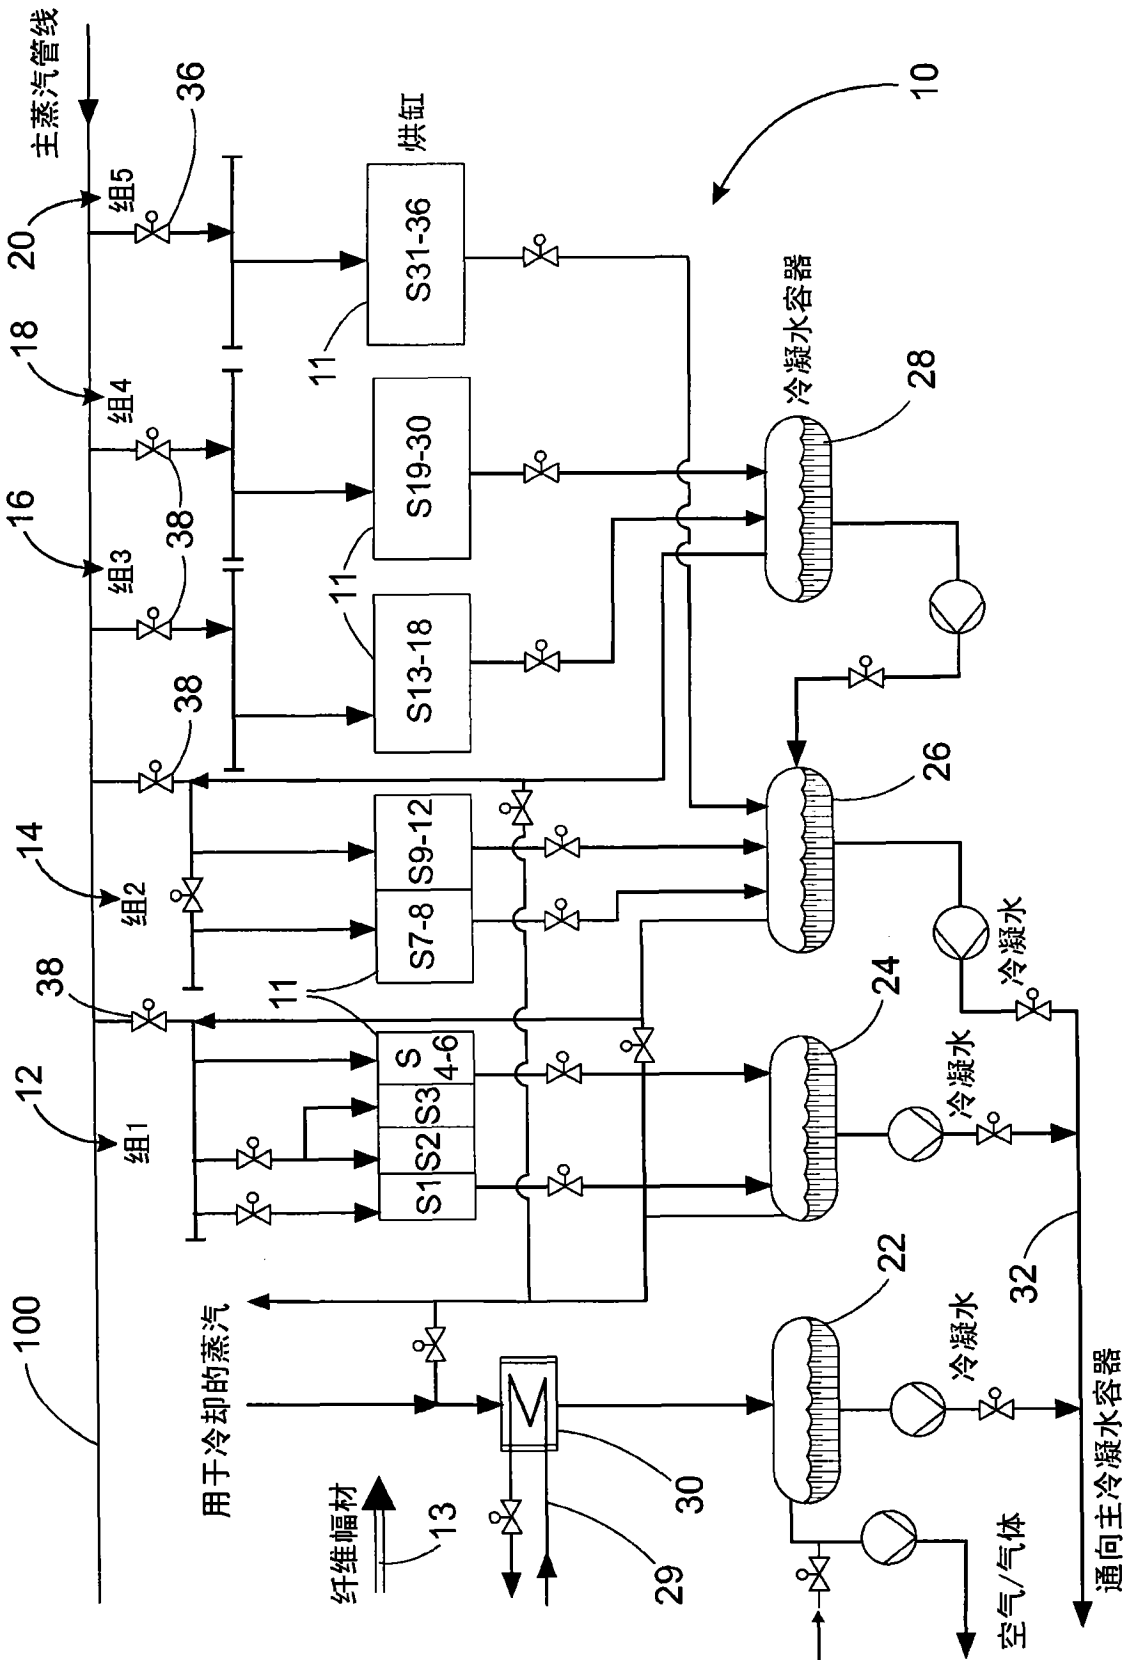 主蒸汽管线
100
12
14
16
18
20
组1
组2
组3
组4
组5
38
38
38
36
用于冷却的蒸汽
纤维幅材
13
11
11
11
烘缸
S1
S2
S3
S
4-6
S7-8
S9-12
S13-18
S19-30
S31-36
29
30
22
24
26
28
冷凝水容器
10
空气/气体
冷凝水
冷凝水
冷凝水
32
通向主冷凝水容器